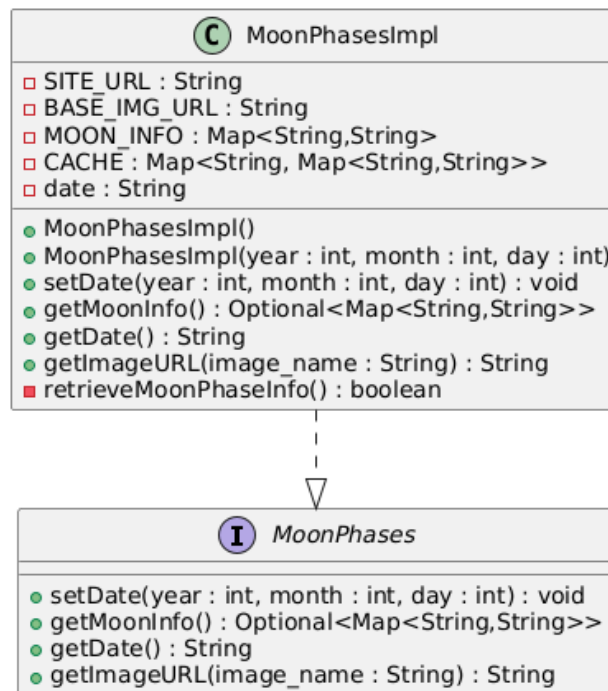 C MoonPhasesImpl
SITE_URL : String
BASE_IMG_URL : String
MOON_INFO : Map<String,String>
CACHE : Map<String, Map<String,String>>
date : String
MoonPhasesImpl()
MoonPhasesImpl(year : int, month : int, day : int)
setDate(year : int, month : int, day : int) : void
getMoonInfo() : Optional<Map<String,String>>
getDate() : String
getImageURL(image_name : String) : String
retrieveMoonPhaseInfo() : boolean
I MoonPhases
setDate(year : int, month : int, day : int) : void
getMoonInfo() : Optional<Map<String,String>>
getDate() : String
getImageURL(image_name : String) : String